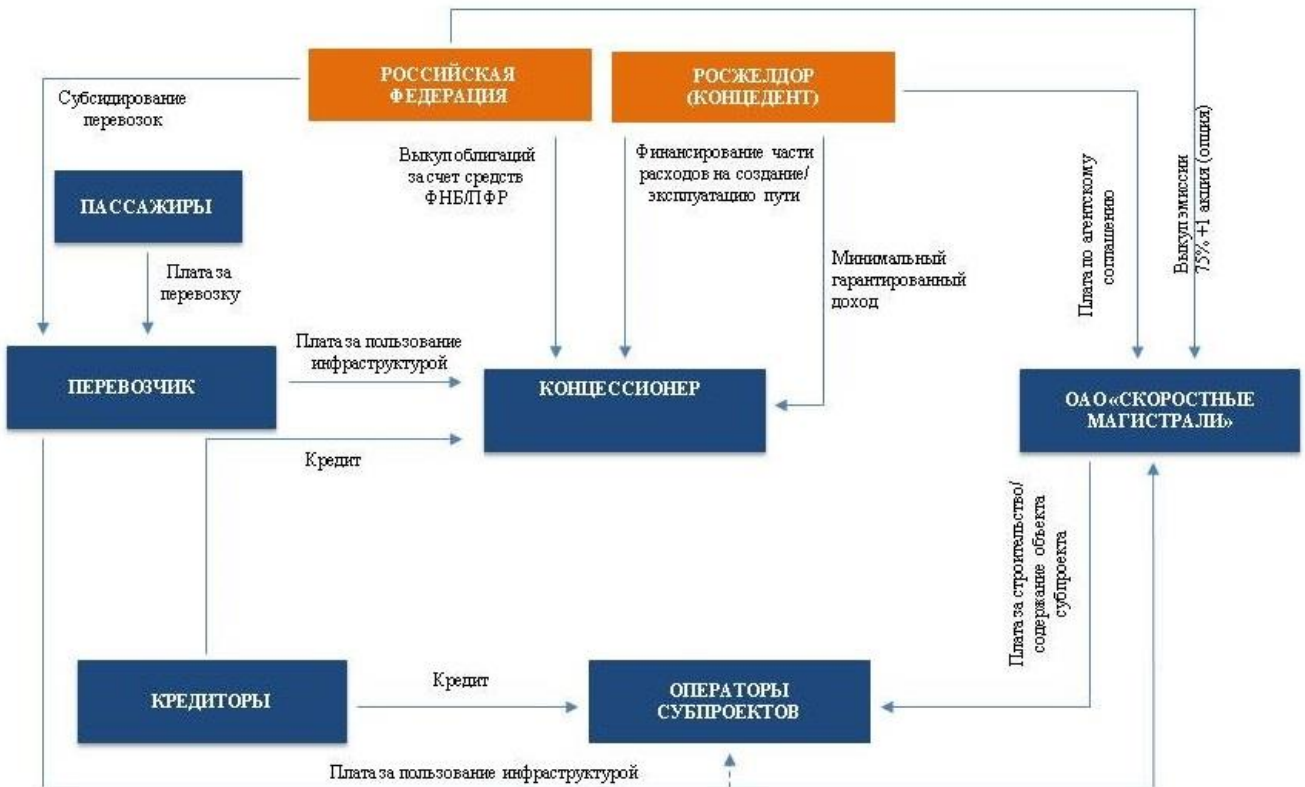 РОССИЙСКАЯ
ФЕДЕРАЦИЯ
РОСЖЕЛДОР
(КОНЦЕДЕНТ)
Субсидирование
перевозок
Выкуп облигаций
за счет средств
ФНБ/ПФР
Финансирование части
расходов на создание/
эксплуатацию пути
ПАССАЖИРЫ
Плата за
перевозку
Минимальный
гарантированный
доход
Плата по агентскому
соглашению
Выкуп эмиссии
75% +1 акция (опция)
ПЕРЕВОЗЧИК
Плата за пользование
инфраструктурой
КОНЦЕССИОНЕР
ОАО «СКОРОСТНЫЕ
МАГИСТРАЛИ»
Кредит
Плата за строительство/
содержание объекта
субпроекта
КРЕДИТОРЫ
Кредит
ОПЕРАТОРЫ
СУБПРОЕКТОВ
Плата за пользование инфраструктурой